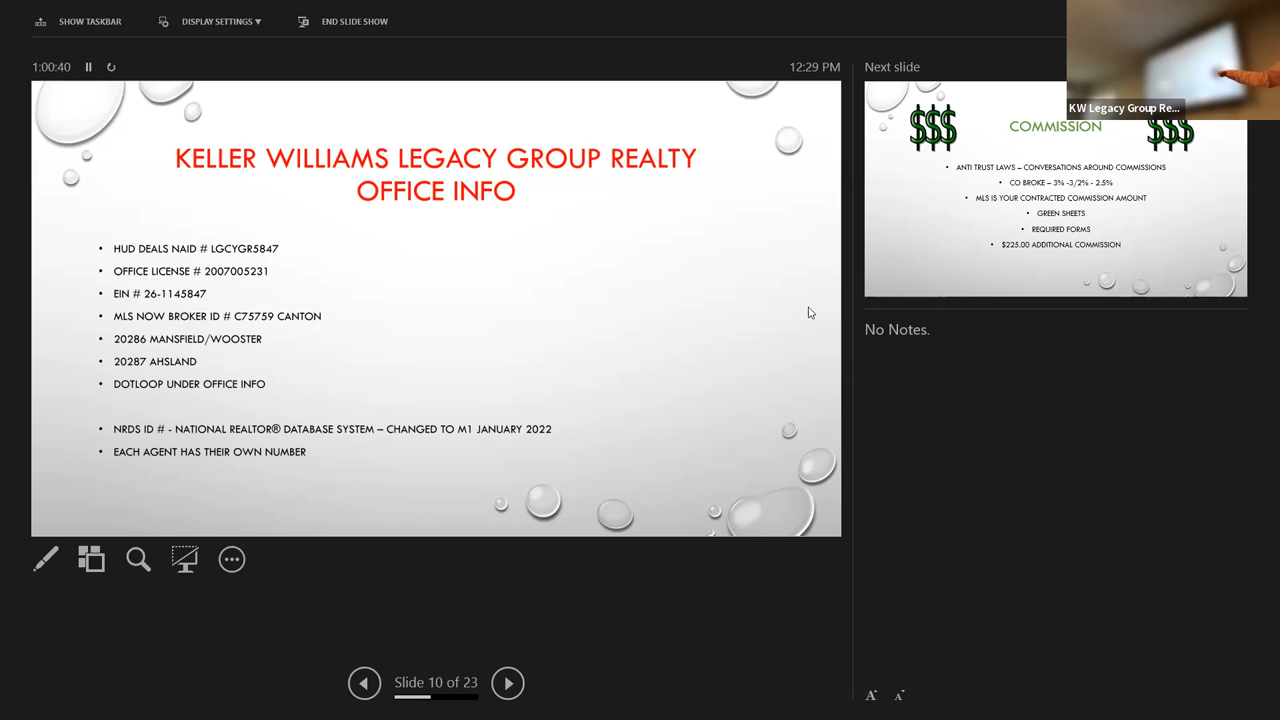 SHOW TASKBAR
DISPLAY SETTINGS ▼
END SLIDE SHOW
1:00:40
12:29 PM
KELLER WILLIAMS LEGACY GROUP REALTY
OFFICE INFO
• HUD DEALS NAID # LGCYGR5847
• OFFICE LICENSE # 2007005231
• EIN # 26-1145847
• MLS NOW BROKER ID # C75759 CANTON
• 20286 MANSFIELD/WOOSTER
• 20287 AHSLAND
• DOTLOOP UNDER OFFICE INFO
• NRDS ID # - NATIONAL REALTOR® DATABASE SYSTEM – CHANGED TO M1 JANUARY 2022
• EACH AGENT HAS THEIR OWN NUMBER
Slide 10 of 23
Next slide
KW Legacy Group Re...
$$$ COMMISSION $$$
• ANTI TRUST LAWS – CONVERSATIONS AROUND COMMISSIONS
• CO BROKE – 3% -3/2% - 2.5%
• MLS IS YOUR CONTRACTED COMMISSION AMOUNT
• GREEN SHEETS
• REQUIRED FORMS
• $225.00 ADDITIONAL COMMISSION
No Notes.
A A